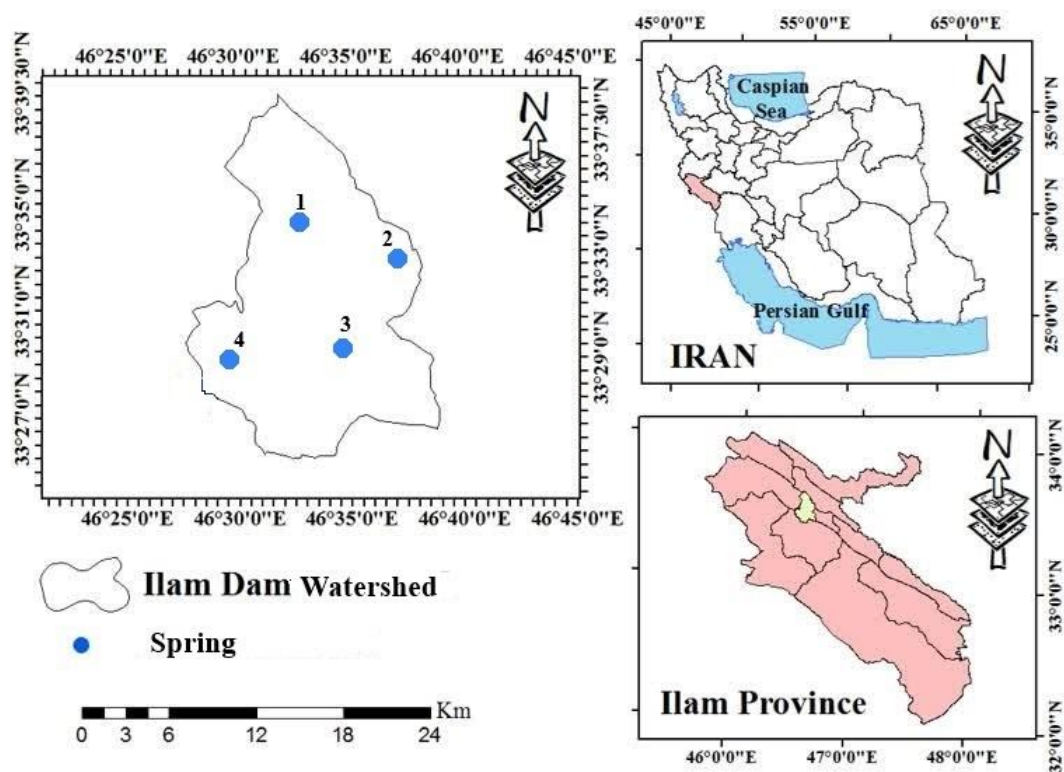 46°25'0"E 46°30'0"E 46°35'0"E 46°40'0"E
33°39'30"N
33°35'0"N
33°31'0"N
33°27'0"N
N
1
2
3
4
33°37'30"N
33°33'0"N
33°29'0"N
46°25'0"E 46°30'0"E 46°35'0"E 46°40'0"E 46°45'0"E
Ilam Dam Watershed
Spring
Km
0 3 6 12 18 24
45°0'0"E 55°0'0"E 65°0'0"E
Caspian
Sea
N
35°0'0"N
30°0'0"N
25°0'0"N
Persian Gulf
IRAN
N
34°0'0"N
33°0'0"N
32°0'0"N
Ilam Province
46°0'0"E 47°0'0"E 48°0'0"E